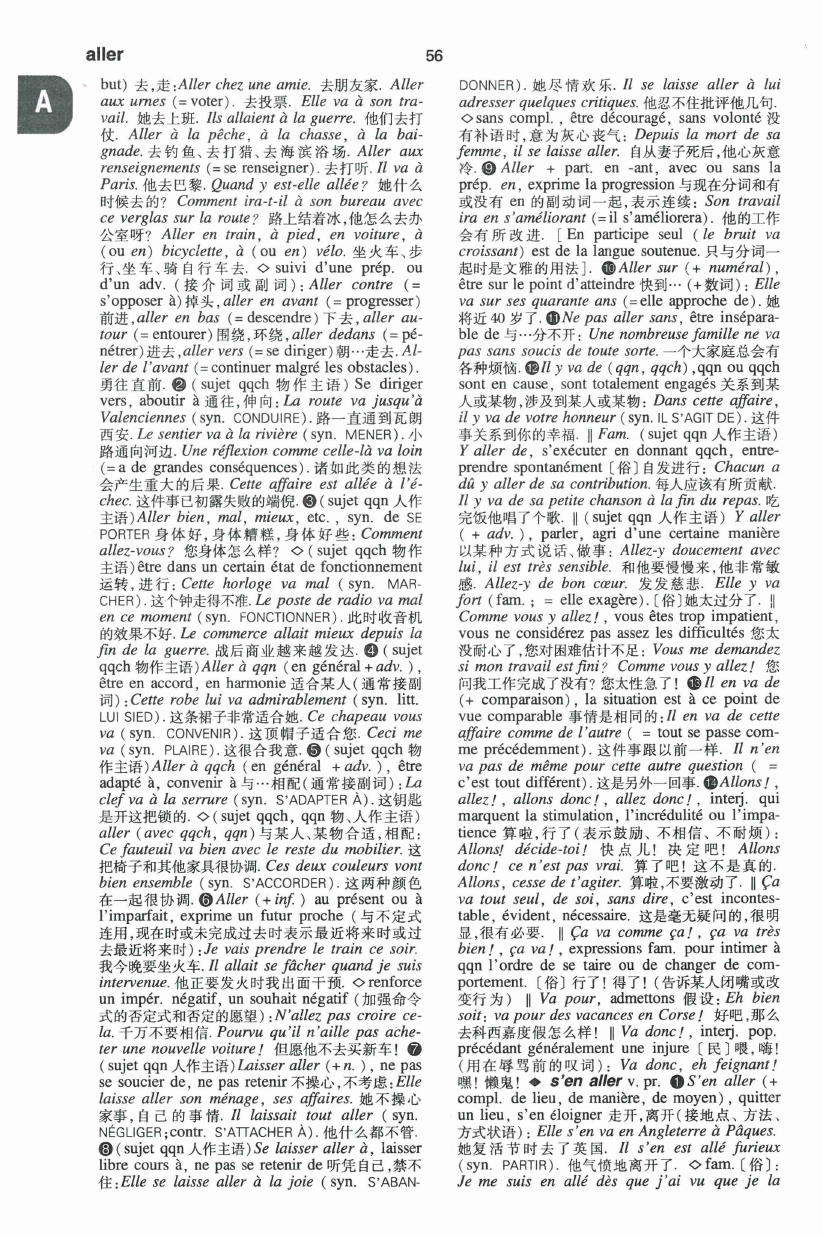 aller
56
A
but) 去,走:Aller chez une amie. 去朋友家. Aller
aux urnes (=voter). 去投票. Elle va à son tra-
vail. 她去上班. Ils allaient à la guerre. 他们去打
仗. Aller à la pêche, à la chasse, à la bai-
gnade. 去钓鱼、去打猎、去海滨浴场. Aller aux
renseignements (=se renseigner). 去打听. Il va à
Paris. 他去巴黎. Quand y est-elle allée? 她什么
时候去的? Comment ira-t-il à son bureau avec
ce verglas sur la route? 路上结着冰,他怎么去办
公室呀? Aller en train, à pied, en voiture, à
(ou en) bicyclette, à (ou en) vélo. 坐火车、步
行、坐车、骑自行车去. ◇ suivi d'une prép. ou
d'un adv. (接介词或副词): Aller contre (=
s'opposer à) 掉头, aller en avant (=progresser)
前进, aller en bas (=descendre) 下去, aller au-
tour (=entourer) 围绕,环绕, aller dedans (=pé-
nétrer) 进去, aller vers (=se diriger) 朝…走去. Al-
ler de l'avant (=continuer malgré les obstacles).
勇往直前. ❷ (sujet qqch 物作主语) Se diriger
vers, aboutir à 通往,伸向: La route va jusqu'à
Valenciennes (syn. CONDUIRE). 路一直通到瓦朗
西安. Le sentier va à la rivière (syn. MENER). 小
路通向河边. Une réflexion comme celle-là va loin
(=a de grandes conséquences). 诸如此类的想法
会产生重大的后果. Cette affaire est allée à l'é-
chec. 这件事已初露失败的端倪. ❸ (sujet qqn 人作
主语) Aller bien, mal, mieux, etc., syn. de SE
PORTER 身体好,身体糟糕,身体好些: Comment
allez-vous? 您身体怎么样? ◇ (sujet qqch 物作
主语) être dans un certain état de fonctionnement
运转,进行: Cette horloge va mal (syn. MAR-
CHER). 这个钟走得不准. Le poste de radio va mal
en ce moment (syn. FONCTIONNER). 此时收音机
的效果不好. Le commerce allait mieux depuis la
fin de la guerre. 战后商业越来越发达. ❹ (sujet
qqch 物作主语) Aller à qqn (en général + adv.),
être en accord, en harmonie 适合某人(通常接副
词): Cette robe lui va admirablement (syn. litt.
LUI SIED). 这条裙子非常适合她. Ce chapeau vous
va (syn. CONVENIR). 这顶帽子适合您. Ceci me
va (syn. PLAIRE). 这很合我意. ❺ (sujet qqch 物
作主语) Aller à qqch (en général + adv.), être
adapté à, convenir à 与…相配(通常接副词): La
clef va à la serrure (syn. S'ADAPTER À). 这钥匙
是开这把锁的. ◇ (sujet qqch, qqn 物、人作主语)
aller (avec qqch, qqn) 与某人、某物合适,相配:
Ce fauteuil va bien avec le reste du mobilier. 这
把椅子和其他家具很协调. Ces deux couleurs vont
bien ensemble (syn. S'ACCORDER). 这两种颜色
在一起很协调. ❻ Aller (+inf.) au présent ou à
l'imparfait, exprime un futur proche (与不定式
连用,现在时或未完成过去时表示最近将来时或过
去最近将来时): Je vais prendre le train ce soir.
我今晚要坐火车. Il allait se fâcher quand je suis
intervenue. 他正要发火时我出面干预. ◇ renforce
un impér. négatif, un souhait négatif (加强命令
式的否定式和否定的愿望): N'allez pas croire ce-
la. 千万不要相信. Pourvu qu'il n'aille pas ache-
ter une nouvelle voiture! 但愿他不去买新车! ❼
(sujet qqn 人作主语) Laisser aller (+n.), ne pas
se soucier de, ne pas retenir 不操心,不考虑: Elle
laisse aller son ménage, ses affaires. 她不操心
家事,自己的事情. Il laissait tout aller (syn.
NÉGLIGER; contr. S'ATTACHER À). 他什么都不管.
❽ (sujet qqn 人作主语) Se laisser aller à, laisser
libre cours à, ne pas se retenir de 听凭自己,禁不
住: Elle se laisse aller à la joie (syn. S'ABAN-
DONNER). 她尽情欢乐. Il se laisse aller à lui
adresser quelques critiques. 他忍不住批评他几句.
◇ sans compl., être découragé, sans volonté 没
有补语时,意为灰心丧气: Depuis la mort de sa
femme, il se laisse aller. 自从妻子死后,他心灰意
冷. ❾ Aller + part. en -ant, avec ou sans la
prép. en, exprime la progression 与现在分词和有
或没有 en 的副动词一起,表示连续: Son travail
ira en s'améliorant (=il s'améliorera). 他的工作
会有所改进. [En participe seul (le bruit va
croissant) est de la langue soutenue. 只与分词一
起时是文雅的用法]. ❿ Aller sur (+ numéral),
être sur le point d'atteindre 快到… (+数词): Elle
va sur ses quarante ans (=elle approche de). 她
将近 40 岁了. ⓫ Ne pas aller sans, être insépara-
ble de 与…分不开: Une nombreuse famille ne va
pas sans soucis de toute sorte. 一个大家庭总会有
各种烦恼. ⓬ Il y va de (qqn, qqch), qqn ou qqch
sont en cause, sont totalement engagés 关系到某
人或某物,涉及到某人或某物: Dans cette affaire,
il y va de votre honneur (syn. IL S'AGIT DE). 这件
事关系到你的幸福. ‖ Fam. (sujet qqn 人作主语)
Y aller de, s'exécuter en donnant qqch, entre-
prendre spontanément [俗] 自发进行: Chacun a
dû y aller de sa contribution. 每人应该有所贡献.
Il y va de sa petite chanson à la fin du repas. 吃
完饭他唱了个歌. ‖ (sujet qqn 人作主语) Y aller
(+ adv.), parler, agri d'une certaine manière
以某种方式说话、做事: Allez-y doucement avec
lui, il est très sensible. 和他要慢慢来,他非常敏
感. Allez-y de bon cœur. 发发慈悲. Elle y va
fort (fam.; = elle exagère). [俗] 她太过分了. ‖
Comme vous y allez!, vous êtes trop impatient,
vous ne considérez pas assez les difficultés 您太
没耐心了,您对困难估计不足: Vous me demandez
si mon travail est fini? Comme vous y allez! 您
问我工作完成了没有? 您太性急了! ⓭ Il en va de
(+ comparaison), la situation est à ce point de
vue comparable 事情是相同的: Il en va de cette
affaire comme de l'autre (= tout se passe com-
me précédemment). 这件事跟以前一样. Il n'en
va pas de même pour cette autre question (=
c'est tout différent). 这是另外一回事. ⓮ Allons!,
allez!, allons donc!, allez donc!, interj. qui
marquent la stimulation, l'incrédulité ou l'impa-
tience 算啦,行了(表示鼓励、不相信、不耐烦):
Allons! décide-toi! 快点儿! 决定吧! Allons
donc! ce n'est pas vrai. 算了吧! 这不是真的.
Allons, cesse de t'agiter. 算啦,不要激动了. ‖ Ça
va tout seul, de soi, sans dire, c'est incontes-
table, évident, nécessaire. 这是毫无疑问的,很明
显,很有必要. ‖ Ça va comme ça!, ça va très
bien!, ça va!, expressions fam. pour intimer à
qqn l'ordre de se taire ou de changer de com-
portement. [俗] 行了! 得了! (告诉某人闭嘴或改
变行为) ‖ Va pour, admettons 假设: Eh bien
soit: va pour des vacances en Corse! 好吧,那么
去科西嘉度假怎么样! ‖ Va donc!, interj. pop.
précédant généralement une injure [民] 喂,嗨!
(用在辱骂前的叹词): Va donc, eh feignant!
嘿! 懒鬼! ◆ s'en aller v. pr. ❶ S'en aller (+
compl. de lieu, de manière, de moyen), quitter
un lieu, s'en éloigner 走开,离开(接地点、方法、
方式状语): Elle s'en va en Angleterre à Pâques.
她复活节时去了英国. Il s'en est allé furieux
(syn. PARTIR). 他气愤地离开了. ◇ fam. [俗]:
Je me suis en allé dès que j'ai vu que je la